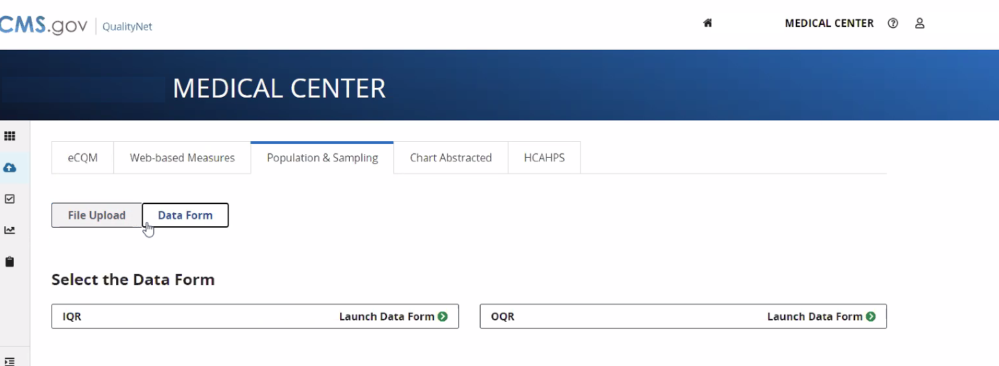 CMS.gov QualityNet
MEDICAL CENTER
MEDICAL CENTER
eCQM Web-based Measures Population & Sampling Chart Abstracted HCAHPS
File Upload Data Form
Select the Data Form
IQR Launch Data Form OQR Launch Data Form